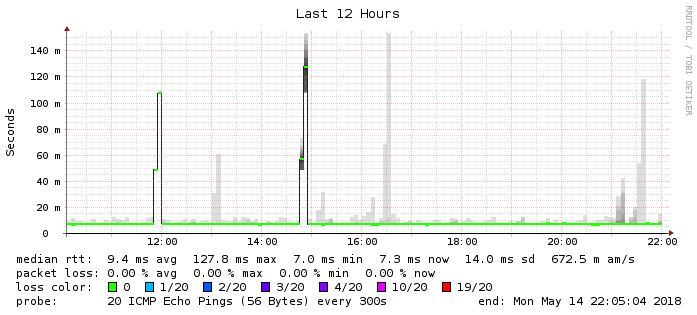 Last 12 Hours
RRDTOOL / TOBI OETIKER
Seconds
140 m
120 m
100 m
80 m
60 m
40 m
20 m
0
12:00 14:00 16:00 18:00 20:00 22:00
median rtt: 9.4 ms avg 127.8 ms max 7.0 ms min 7.3 ms now 14.0 ms sd 672.5 m am/s
packet loss: 0.00 % avg 0.00 % max 0.00 % min 0.00 % now
loss color: 0 1/20 2/20 3/20 4/20 10/20 19/20
probe: 20 ICMP Echo Pings (56 Bytes) every 300s end: Mon May 14 22:05:04 2018